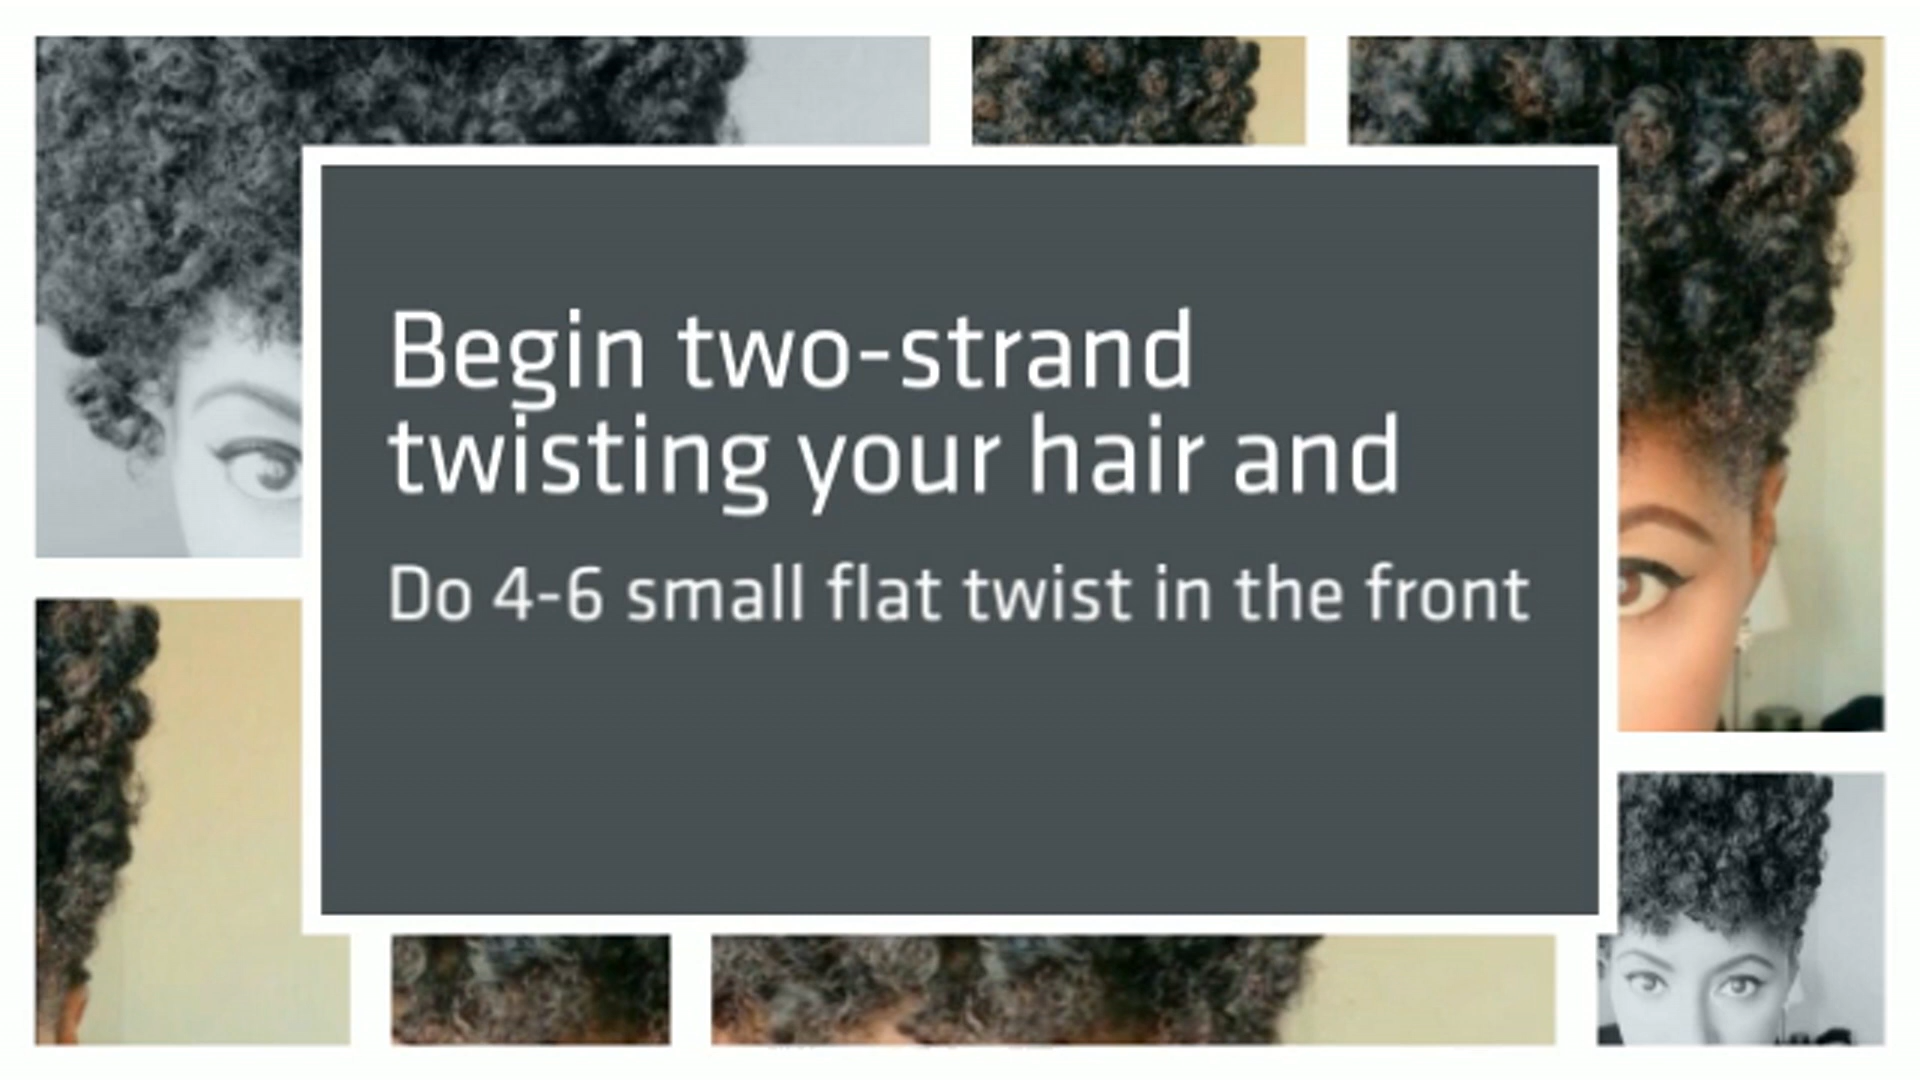 Begin two-strand
twisting your hair and
Do 4-6 small flat twist in the front